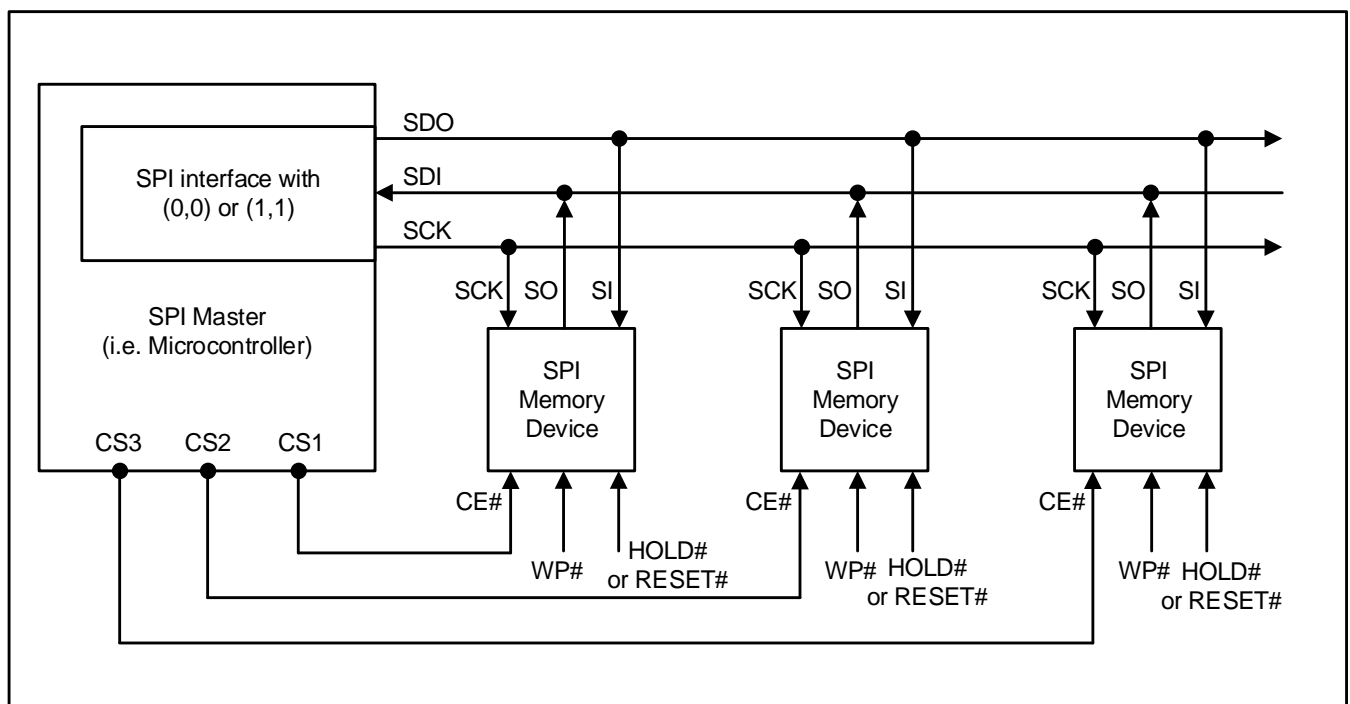 SDO
SPI interface with
(0,0) or (1,1)
SDI
SCK
SPI Master
(i.e. Microcontroller)
SCK
SO
SI
SCK
SO
SI
SCK
SO
SI
SPI
Memory
Device
SPI
Memory
Device
SPI
Memory
Device
CS3
CS2
CS1
CE#
WP#
HOLD#
or RESET#
CE#
WP#
HOLD#
or RESET#
CE#
WP#
HOLD#
or RESET#